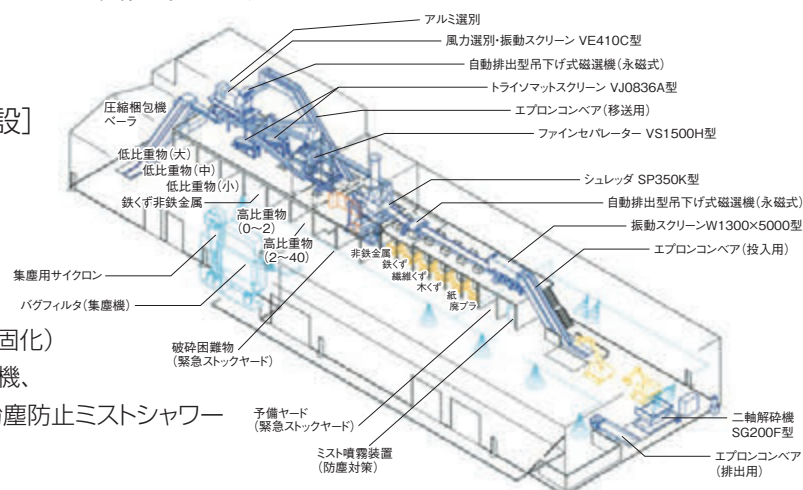 アルミ選別
風力選別・振動スクリーン VE410C型
自動排出型吊下げ式磁選機(永磁式)
トライソマットスクリーン VJ0836A型
エプロンコンベア(移送用)
ファインセパレーター VS1500H型
圧縮梱包機
ベーラ
設]
低比重物(大)
低比重物(中)
低比重物(小)
鉄くず非鉄金属
高比重物
(0～2)
高比重物
(2～40)
シュレッダ SP350K型
自動排出型吊下げ式磁選機(永磁式)
振動スクリーンW1300×5000型
エプロンコンベア(投入用)
非鉄金属
鉄くず
繊維くず
木くず
紙
廃プラ
集塵用サイクロン
バグフィルタ(集塵機)
固化)
機、
塵防止ミストシャワー
破砕困難物
(緊急ストックヤード)
予備ヤード
(緊急ストックヤード)
ミスト噴霧装置
(防塵対策)
二軸解砕機
SG200F型
エプロンコンベア
(排出用)